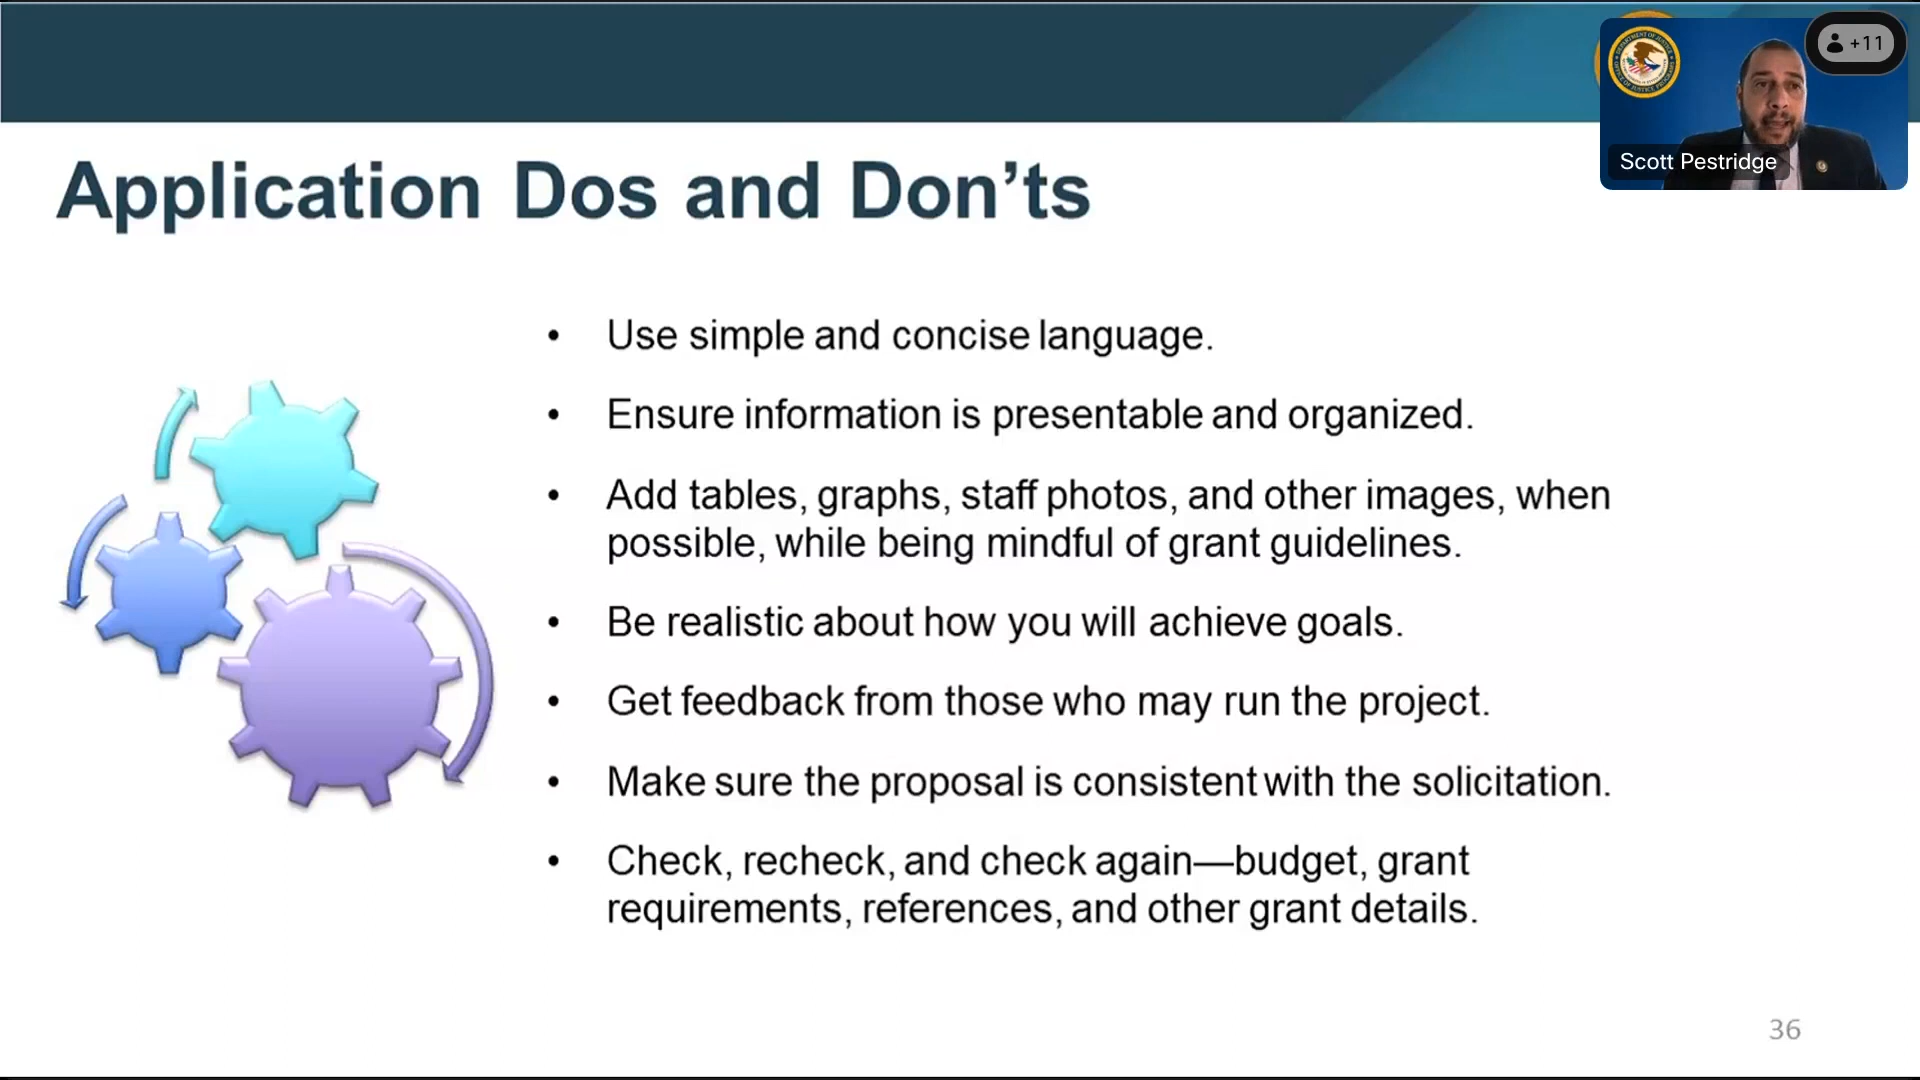 +11
Scott Pestridge
Application Dos and Don’ts
• Use simple and concise language.
• Ensure information is presentable and organized.
• Add tables, graphs, staff photos, and other images, when
possible, while being mindful of grant guidelines.
• Be realistic about how you will achieve goals.
• Get feedback from those who may run the project.
• Make sure the proposal is consistent with the solicitation.
• Check, recheck, and check again—budget, grant
requirements, references, and other grant details.
36